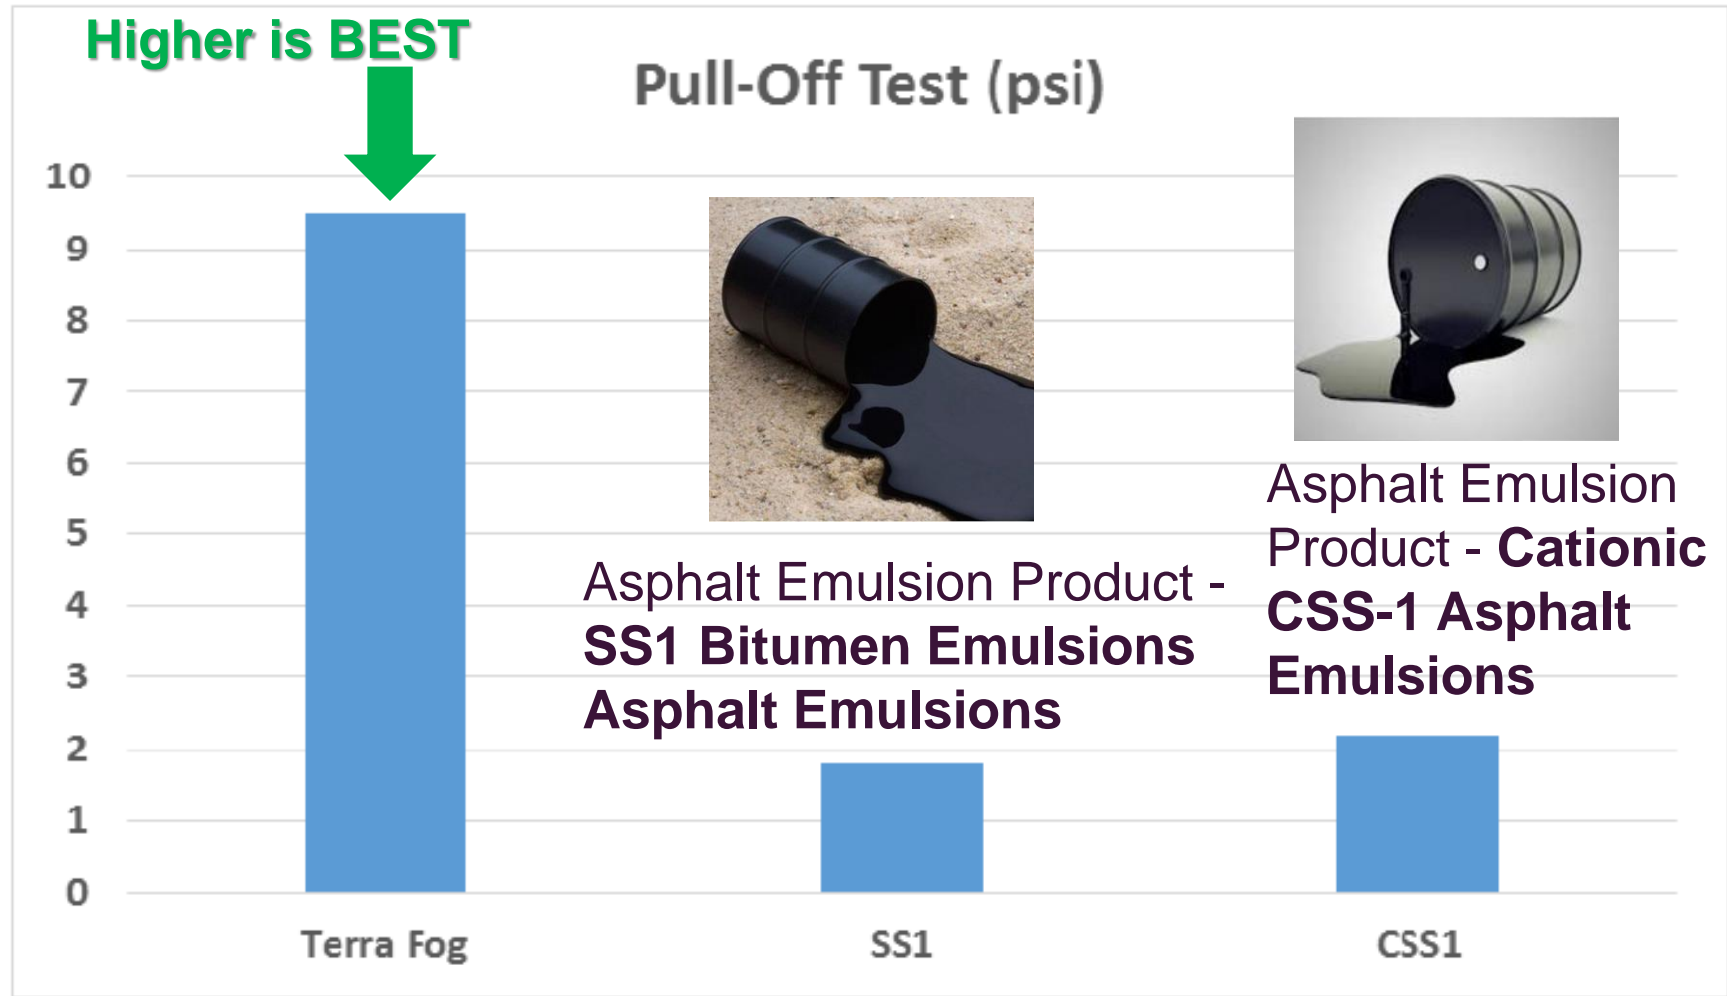 Higher is BEST
Pull-Off Test (psi)
10
9
8
7
6
5
4
3
2
1
0
Asphalt Emulsion Product -
SS1 Bitumen Emulsions
Asphalt Emulsions
Asphalt Emulsion
Product - Cationic
CSS-1 Asphalt
Emulsions
Terra Fog
SS1
CSS1